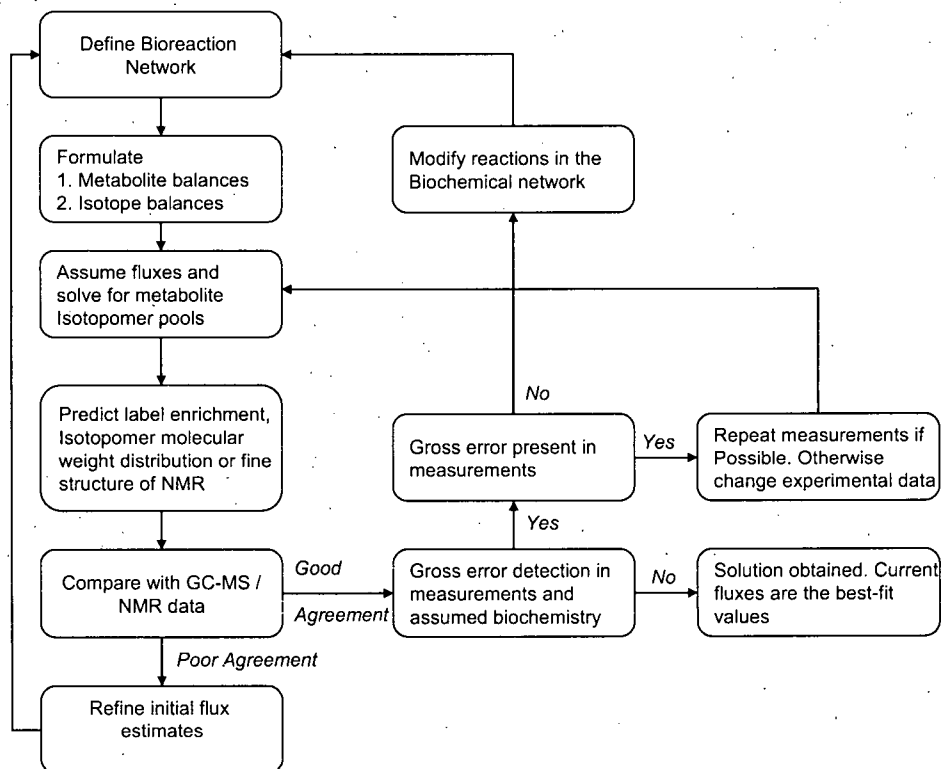 Define Bioreaction
Network
Formulate
1. Metabolite balances
2. Isotope balances
Modify reactions in the
Biochemical network
Assume fluxes and
solve for metabolite
Isotopomer pools
No
Predict label enrichment,
Isotopomer molecular
weight distribution or fine
structure of NMR
Gross error present in
measurements
Yes
Repeat measurements if
Possible. Otherwise
change experimental data
Yes
Compare with GC-MS /
NMR data
Good
Agreement
Gross error detection in
measurements and
assumed biochemistry
No
Solution obtained. Current
fluxes are the best-fit
values
Poor Agreement
Refine initial flux
estimates